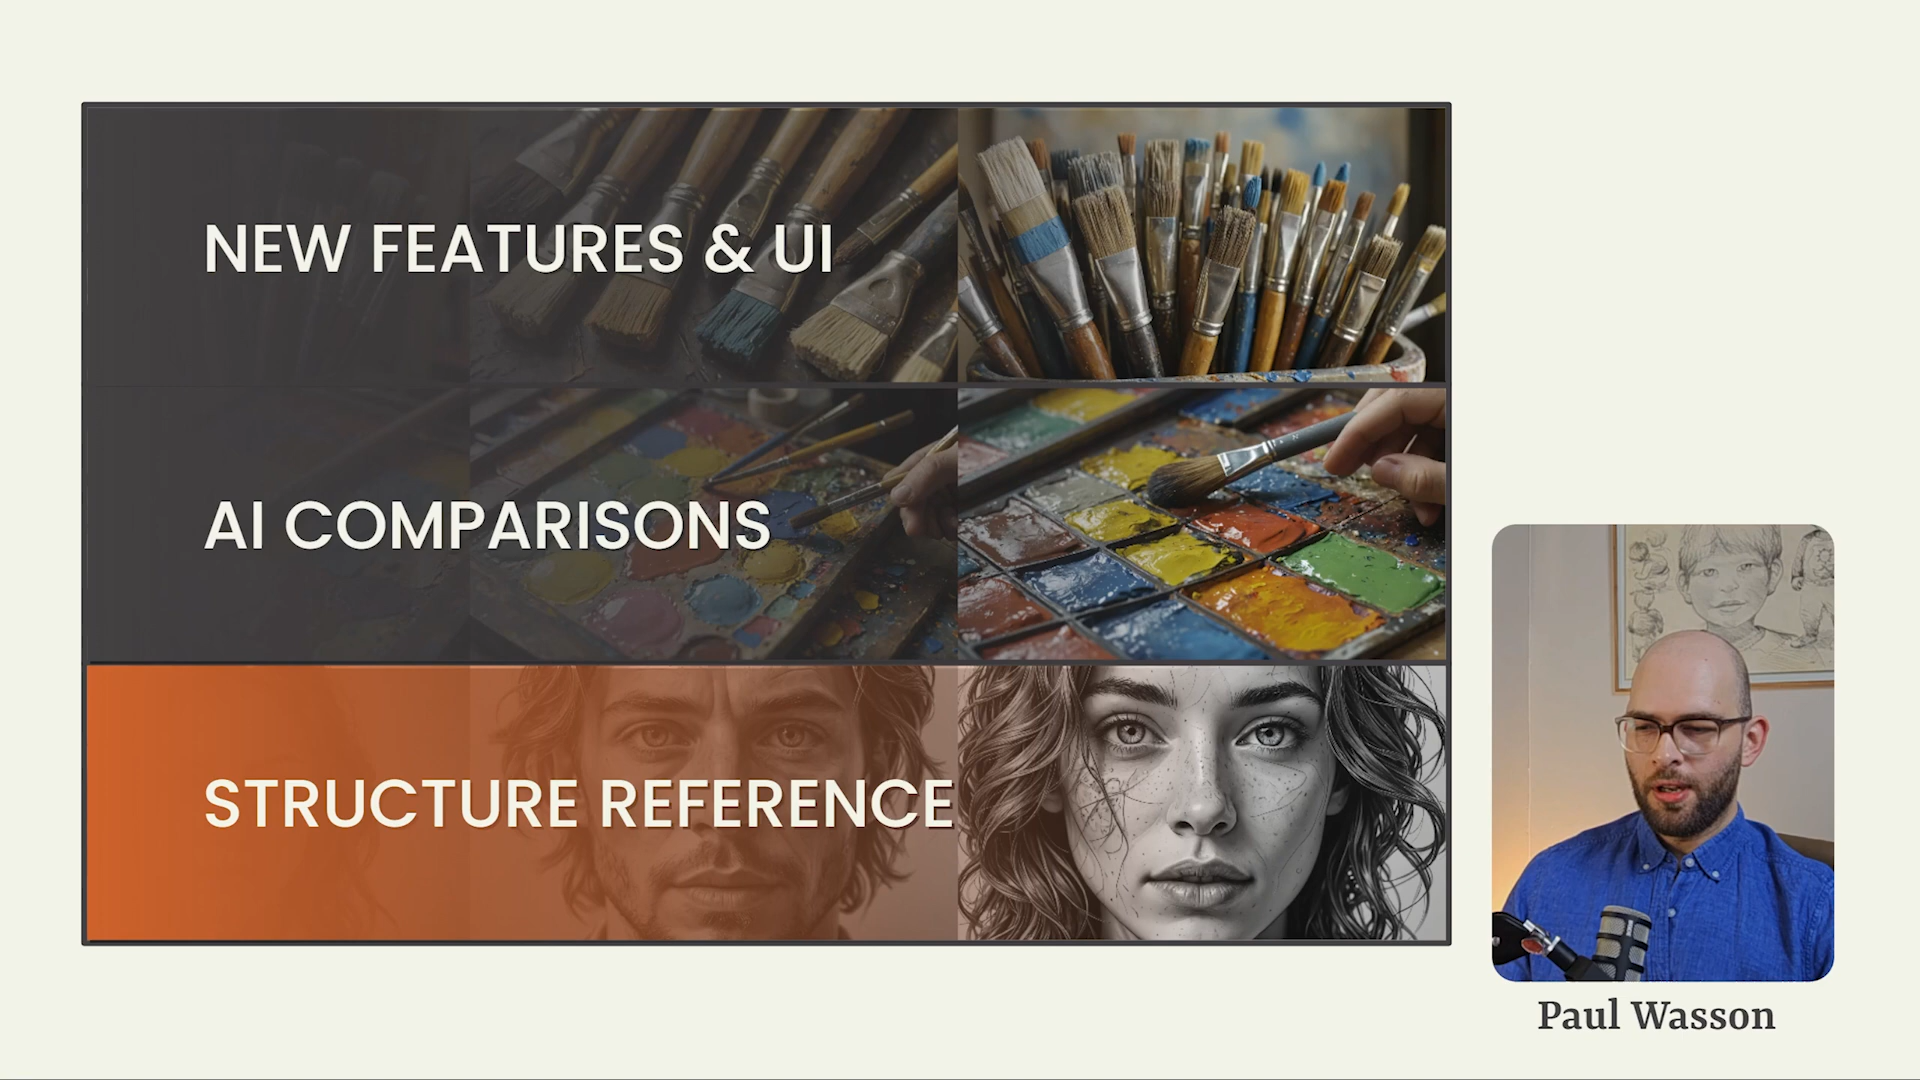 NEW FEATURES & UI
AI COMPARISONS
STRUCTURE REFERENCE
Paul Wasson